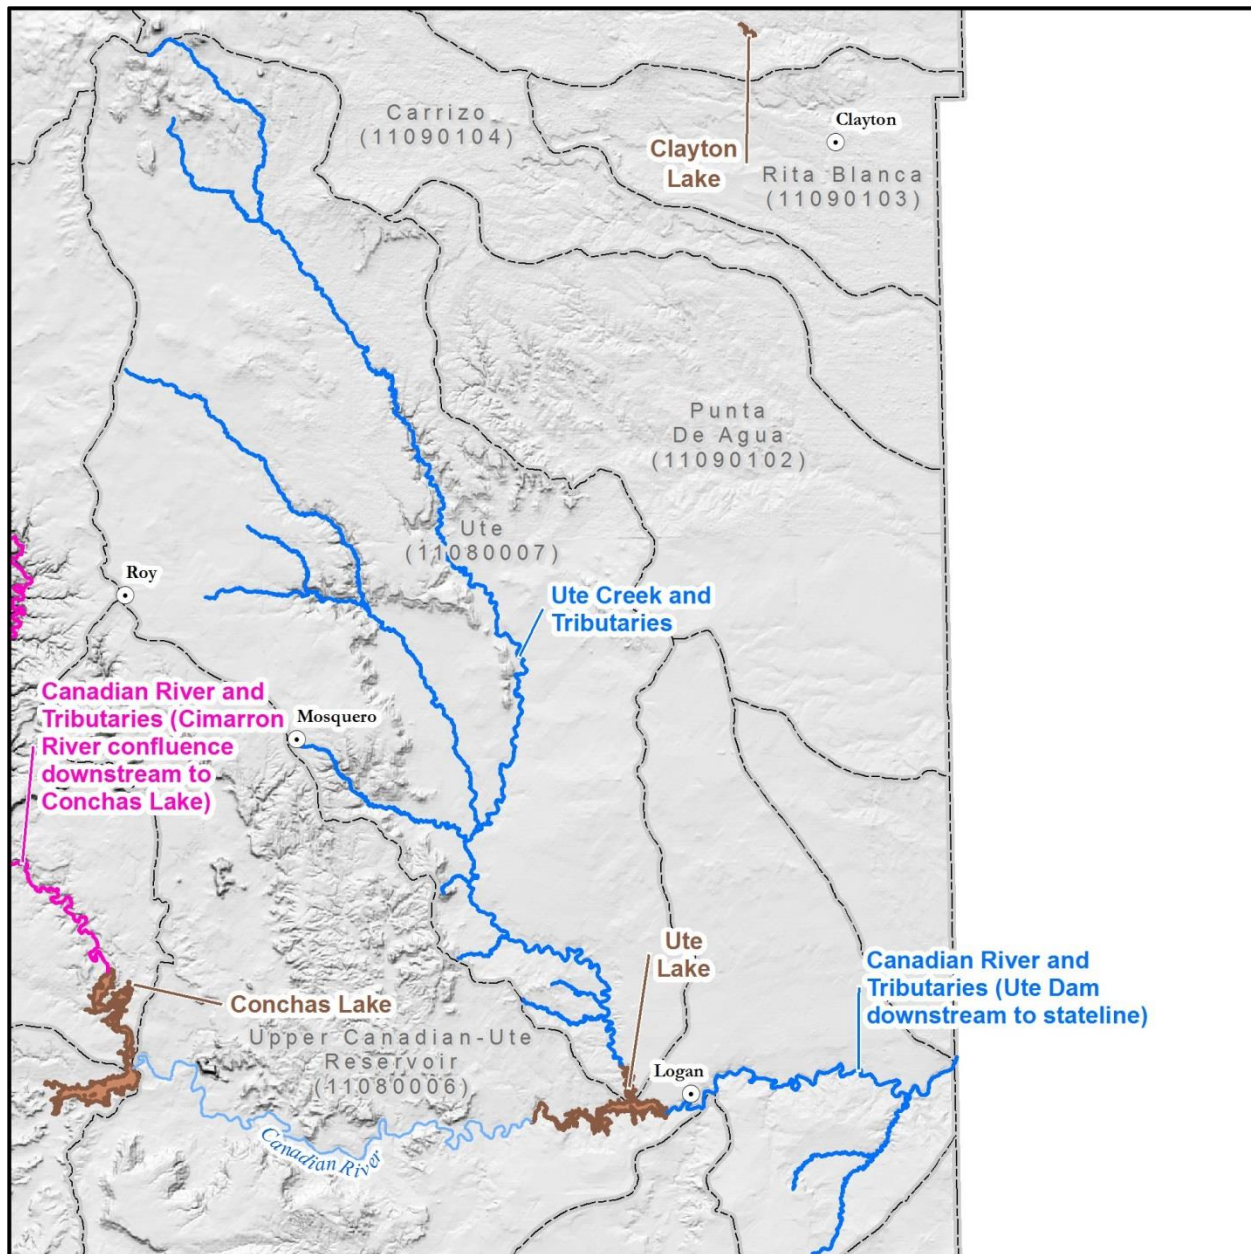 Carrizo
(11090104)
Clayton
Clayton
Lake
Rita Blanca
(11090103)
Punta
De Agua
(11090102)
Ute
(11080007)
Roy
Ute Creek and
Tributaries
Canadian River and
Tributaries (Cimarron
River confluence
downstream to
Conchas Lake)
Mosquero
Ute
Lake
Canadian River and
Tributaries (Ute Dam
downstream to stateline)
Conchas Lake
Upper Canadian-Ute
Reservoir
(11080006)
Logan
Canadian River